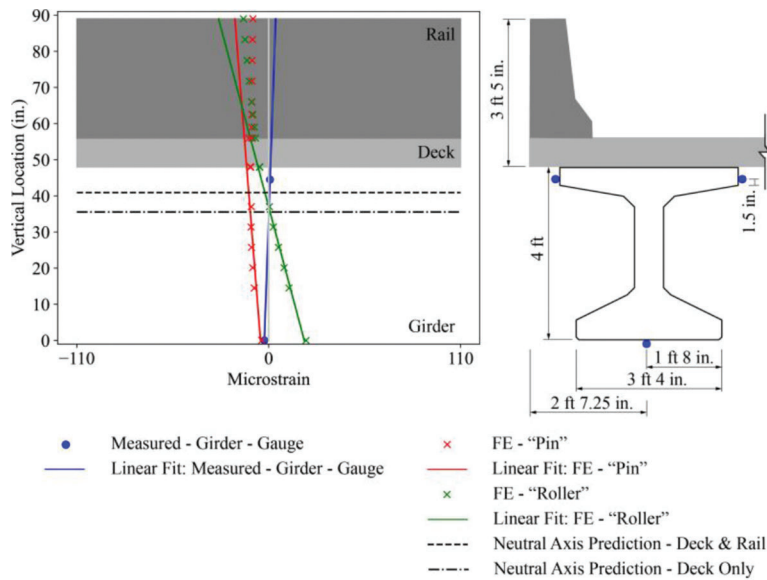 90
80
70
60
50
40
30
20
10
0
Vertical Location (in.)
Rail
Deck
Girder
−110
0
110
Microstrain
3 ft 5 in.
4 ft
1.5 in.
1 ft 8 in.
3 ft 4 in.
2 ft 7.25 in.
Measured - Girder - Gauge
Linear Fit: Measured - Girder - Gauge
FE - “Pin”
Linear Fit: FE - “Pin”
FE - “Roller”
Linear Fit: FE - “Roller”
Neutral Axis Prediction - Deck & Rail
Neutral Axis Prediction - Deck Only